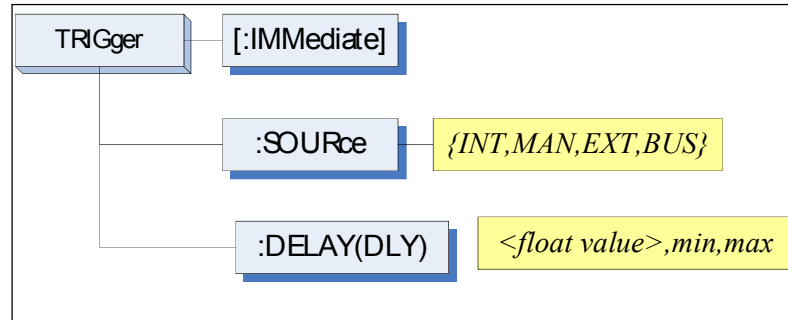 TRIGger [:IMMediate]
:SOURce {INT,MAN,EXT,BUS}
:DELAY(DLY) <float value>,min,max